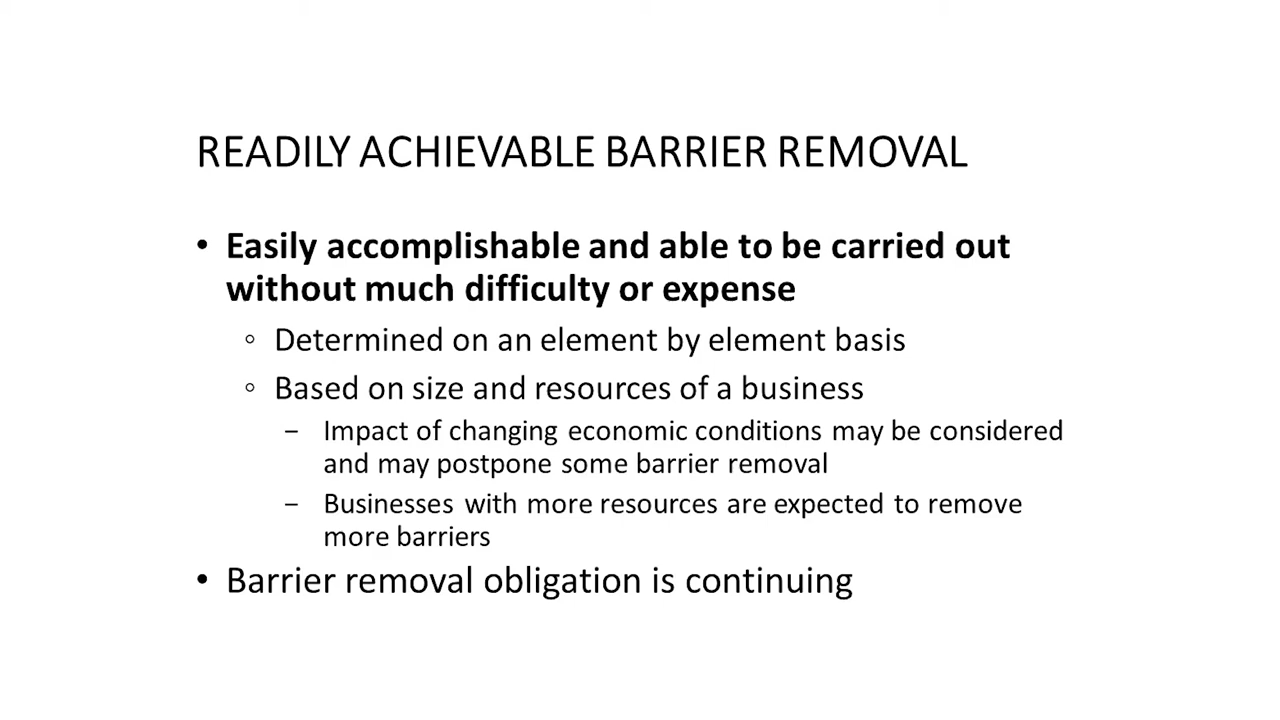 READILY ACHIEVABLE BARRIER REMOVAL
• Easily accomplishable and able to be carried out
without much difficulty or expense
◦ Determined on an element by element basis
◦ Based on size and resources of a business
– Impact of changing economic conditions may be considered
and may postpone some barrier removal
– Businesses with more resources are expected to remove
more barriers
• Barrier removal obligation is continuing